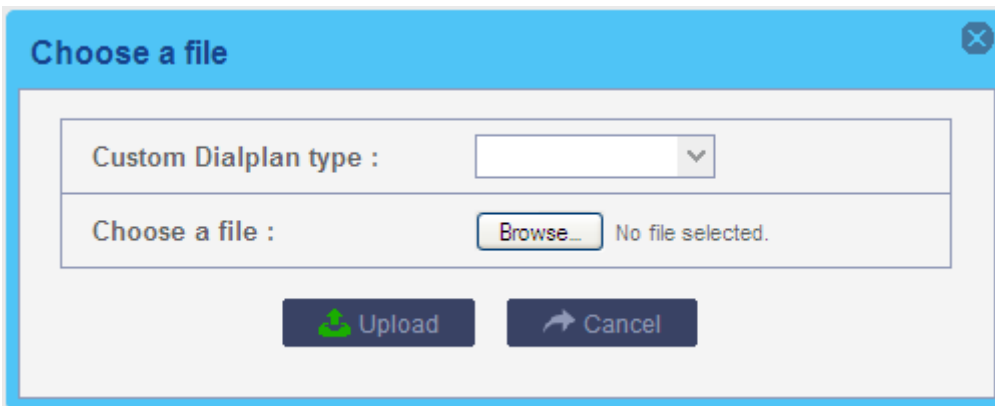 Choose a file
Custom Dialplan type :
Choose a file :
Browse... No file selected.
Upload
Cancel